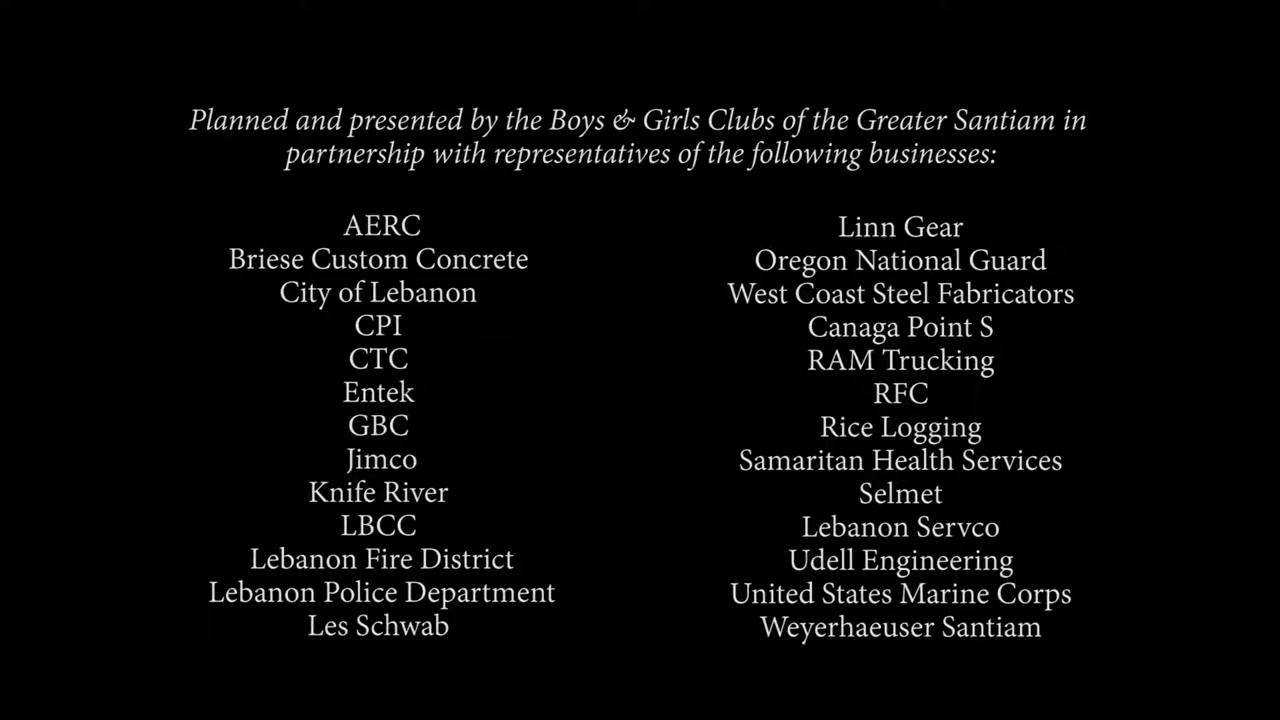 Planned and presented by the Boys & Girls Clubs of the Greater Santiam in
partnership with representatives of the following businesses:
AERC
Briese Custom Concrete
City of Lebanon
CPI
CTC
Entek
GBC
Jimco
Knife River
LBCC
Lebanon Fire District
Lebanon Police Department
Les Schwab
Linn Gear
Oregon National Guard
West Coast Steel Fabricators
Canaga Point S
RAM Trucking
RFC
Rice Logging
Samaritan Health Services
Selmet
Lebanon Servco
Udell Engineering
United States Marine Corps
Weyerhaeuser Santiam